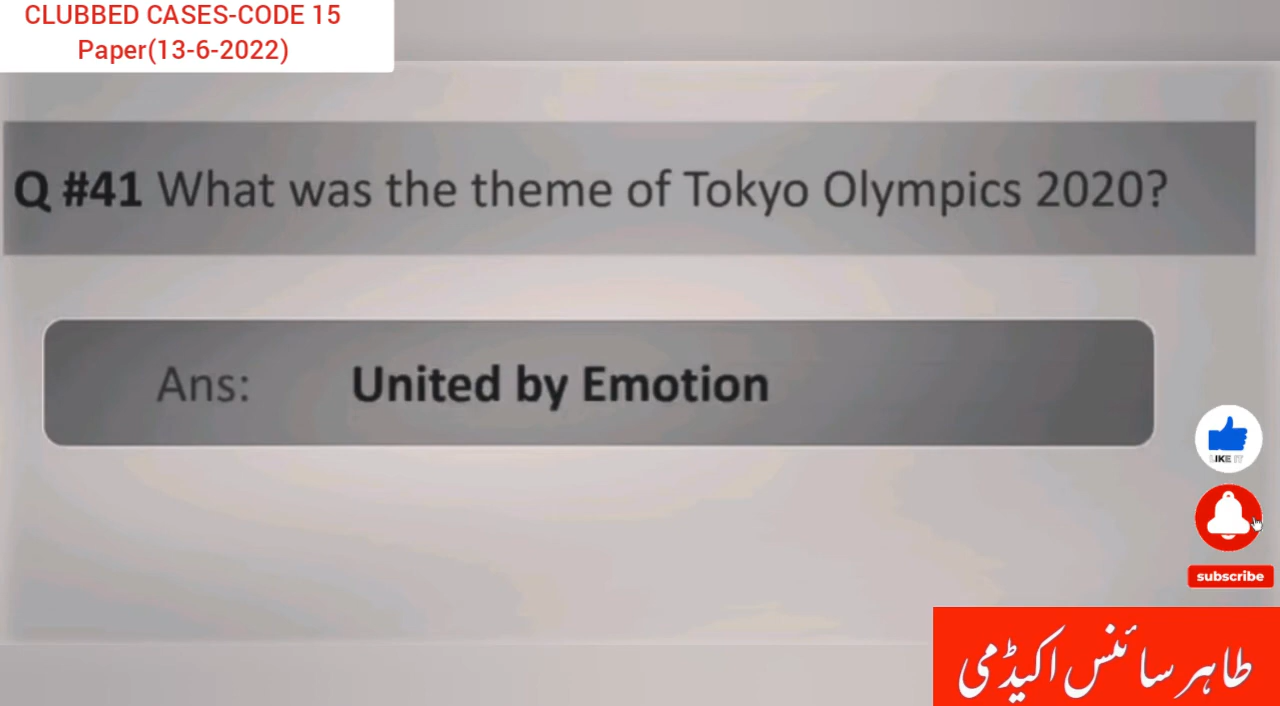 CLUBBED CASES-CODE 15
Paper(13-6-2022)
Q #41 What was the theme of Tokyo Olympics 2020?
Ans: United by Emotion
LIKE IT
subscribe
طاہر سائنس اکیڈمی